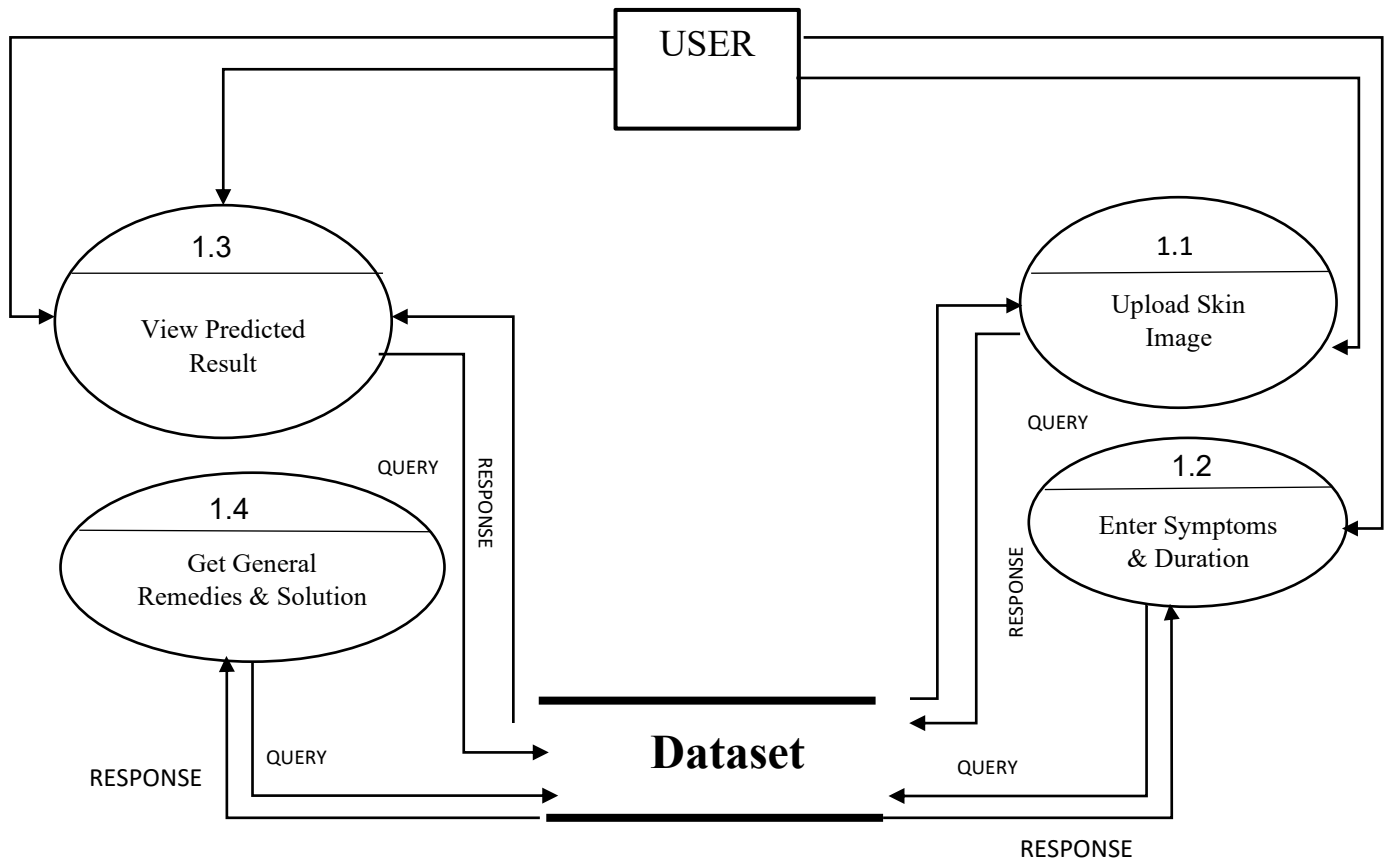 USER
1.3
View Predicted
Result
1.1
Upload Skin
Image
QUERY
RESPONSE
QUERY
1.4
Get General
Remedies & Solution
1.2
Enter Symptoms
& Duration
RESPONSE
Dataset
QUERY
RESPONSE
QUERY
RESPONSE